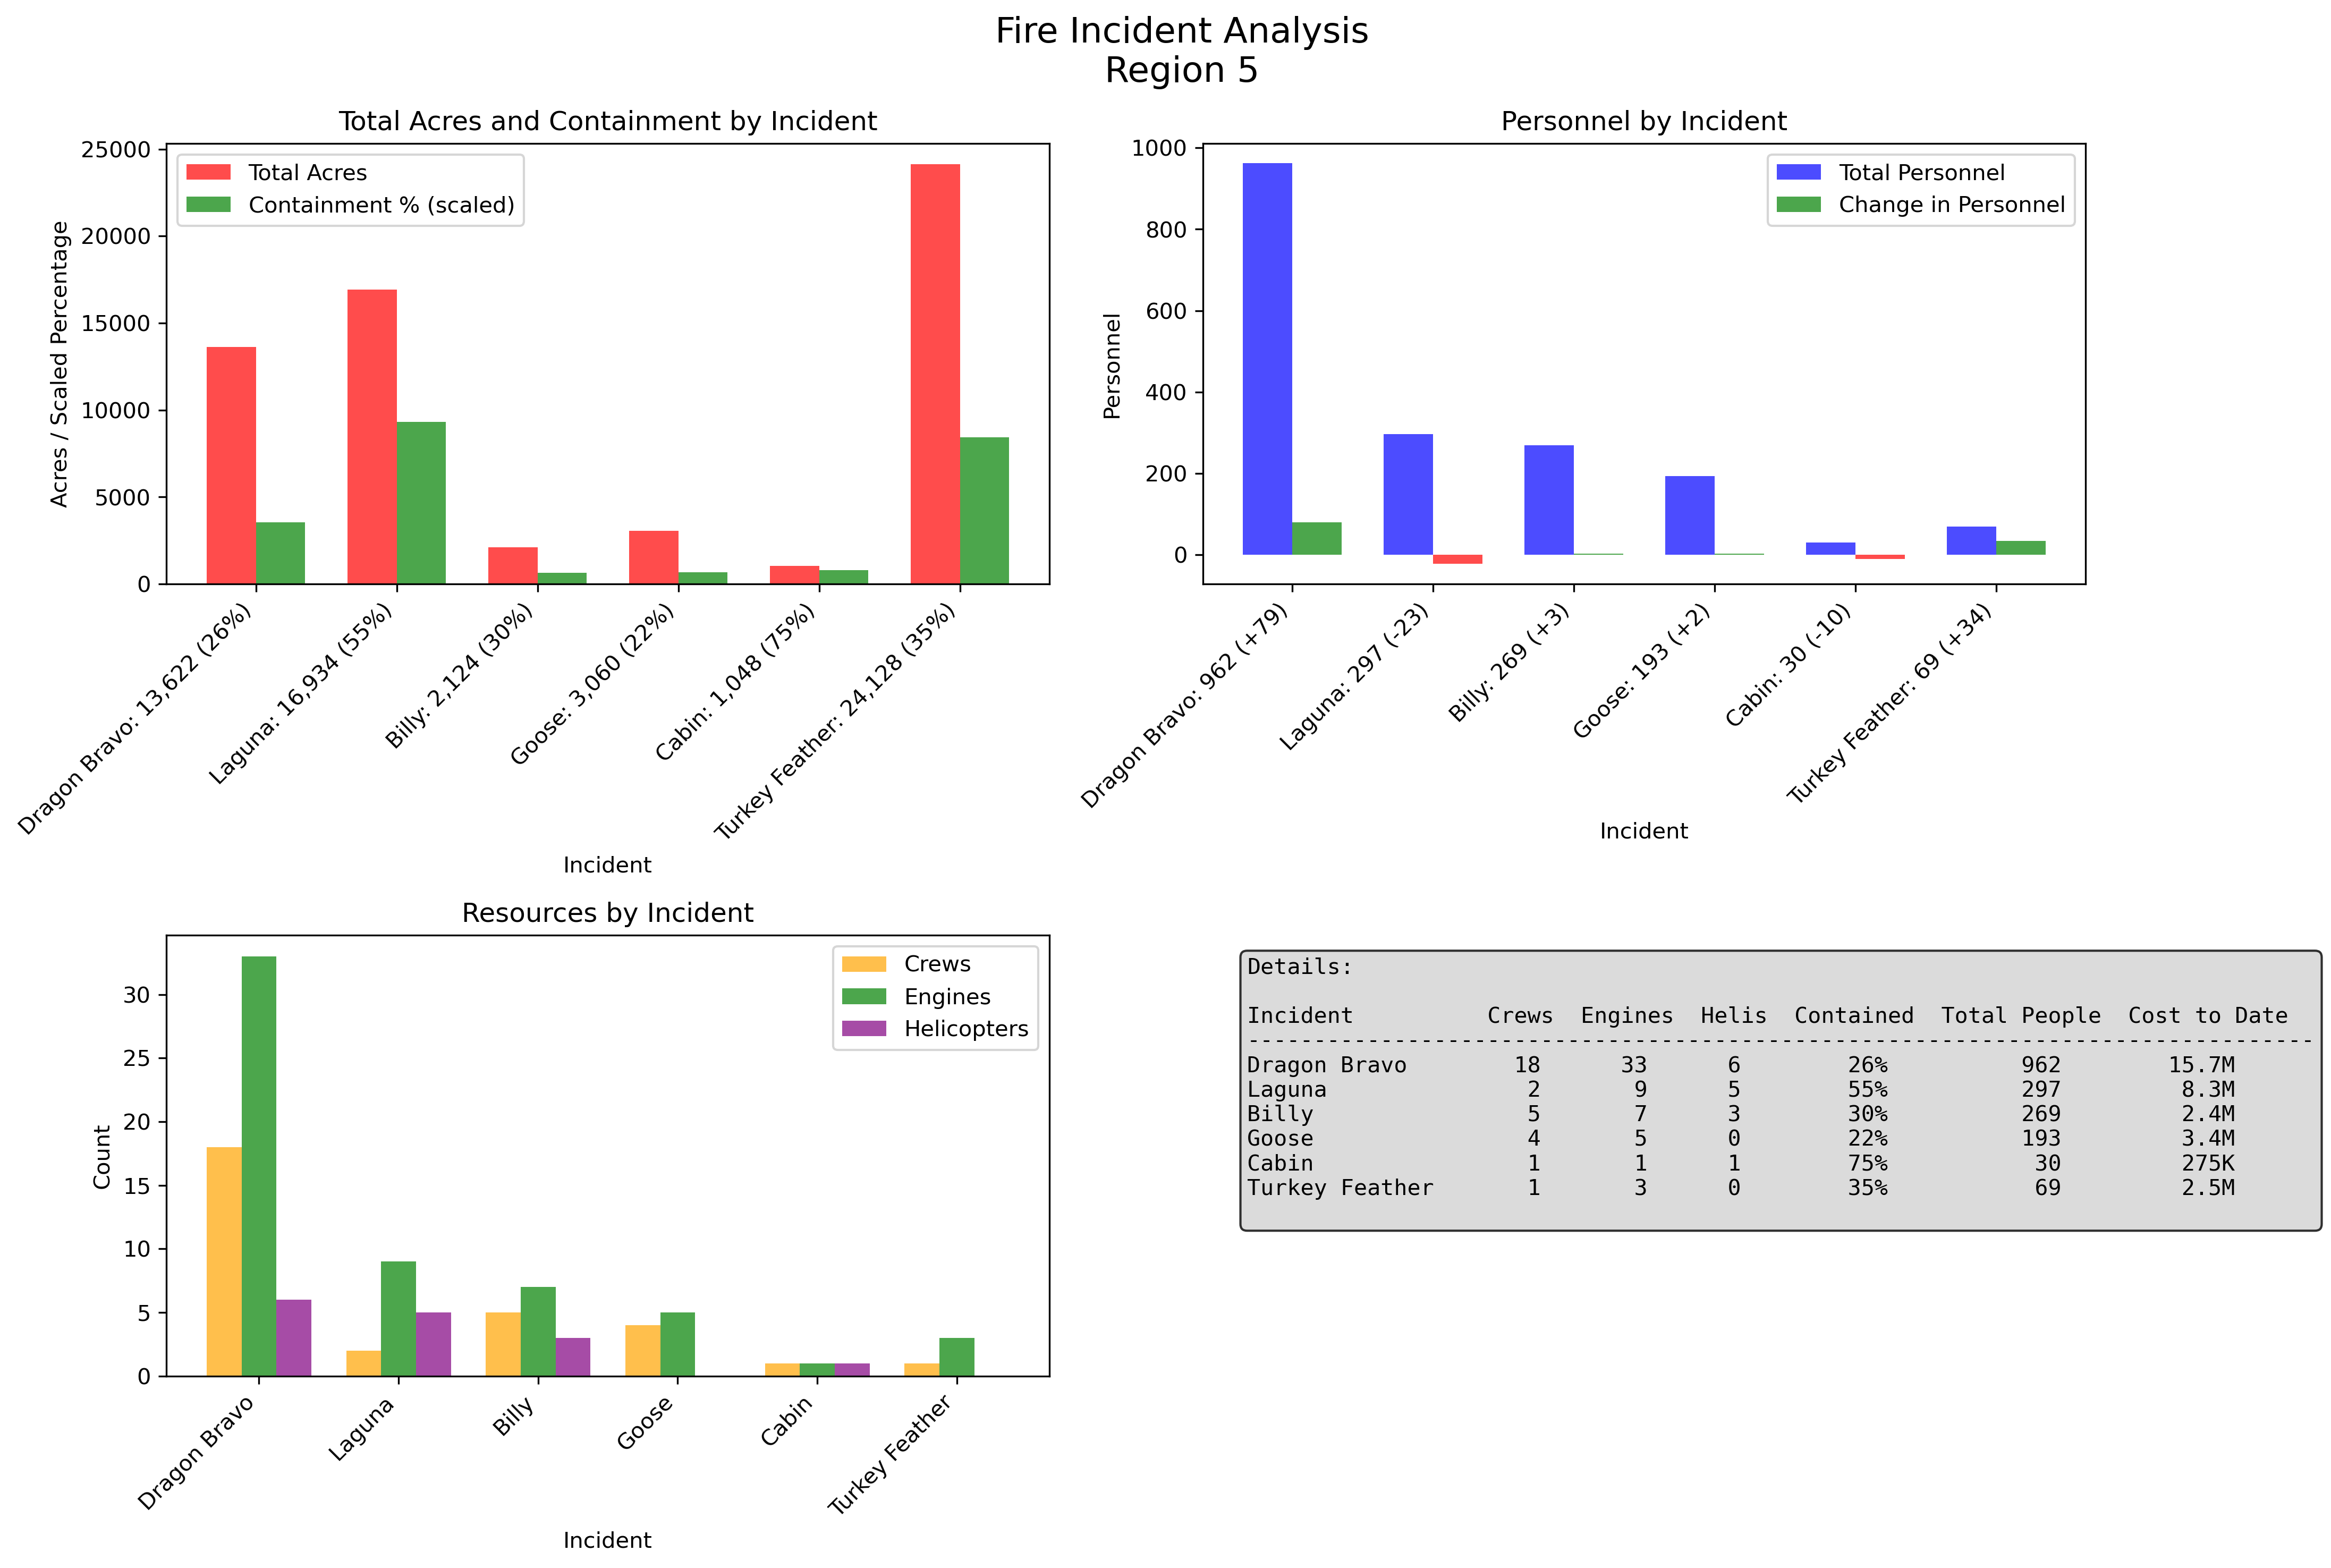 Fire Incident Analysis
Region 5
Total Acres and Containment by Incident
25000
20000
15000
10000
5000
0
Acres / Scaled Percentage
Total Acres
Containment % (scaled)
Dragon Bravo: 13,622 (26%)
Laguna: 16,934 (55%)
Billy: 2,124 (30%)
Goose: 3,060 (22%)
Cabin: 1,048 (75%)
Turkey Feather: 24,128 (35%)
Incident
Personnel by Incident
1000
800
600
400
200
0
Personnel
Total Personnel
Change in Personnel
Dragon Bravo: 962 (+79)
Laguna: 297 (-23)
Billy: 269 (+3)
Goose: 193 (+2)
Cabin: 30 (-10)
Turkey Feather: 69 (+34)
Incident
Resources by Incident
30
25
20
15
10
5
0
Count
Crews
Engines
Helicopters
Dragon Bravo
Laguna
Billy
Goose
Cabin
Turkey Feather
Incident
Details:
Incident Crews Engines Helis Contained Total People Cost to Date
--------------------------------------------------------------------------------
Dragon Bravo 18 33 6 26% 962 15.7M
Laguna 2 9 5 55% 297 8.3M
Billy 5 7 3 30% 269 2.4M
Goose 4 5 0 22% 193 3.4M
Cabin 1 1 1 75% 30 275K
Turkey Feather 1 3 0 35% 69 2.5M